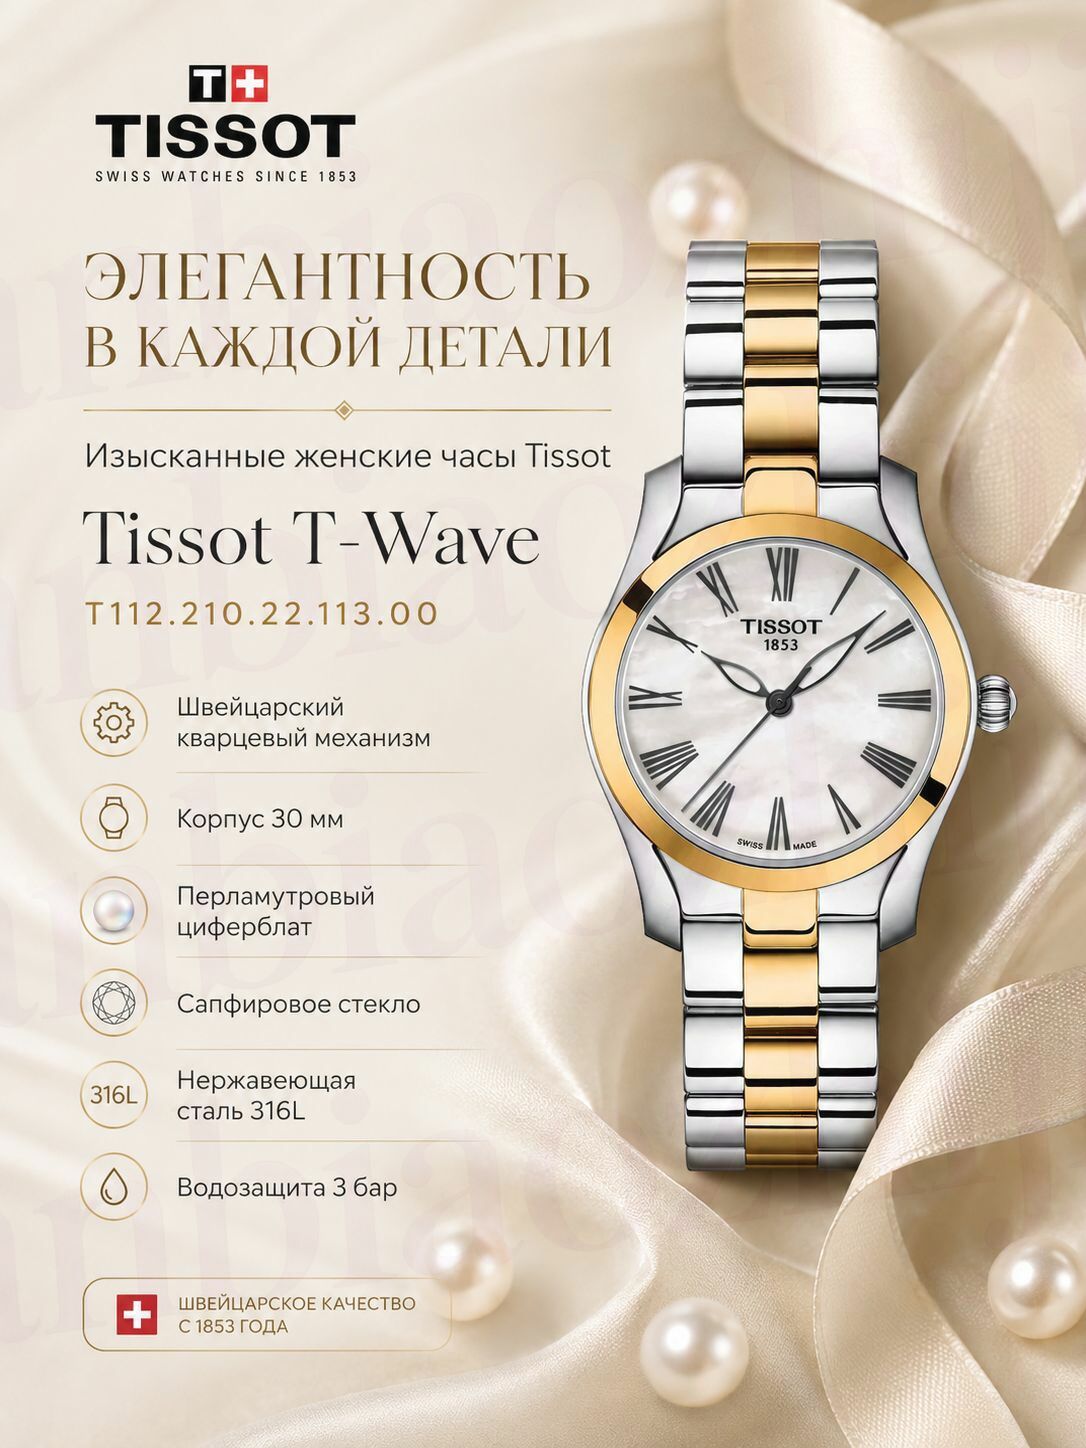 T+
TISSOT
SWISS WATCHES SINCE 1853
ЭЛЕГАНТНОСТЬ
В КАЖДОЙ ДЕТАЛИ
Изысканные женские часы Tissot
Tissot T-Wave
T112.210.22.113.00
Швейцарский
кварцевый механизм
Корпус 30 мм
Перламутровый
циферблат
Сапфировое стекло
316L
Нержавеющая
сталь 316L
Водозащита 3 бар
ШВЕЙЦАРСКОЕ КАЧЕСТВО
С 1853 ГОДА
XII
TISSOT
1853
SWISS MADE